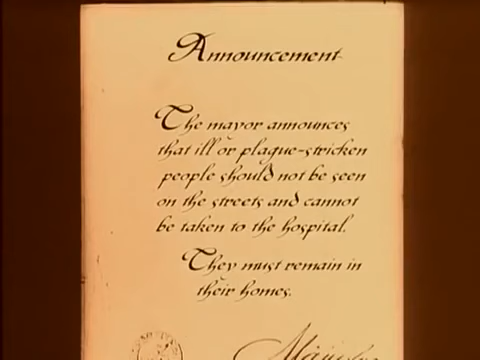 Announcement
The mayor announces
that ill or plague-stricken
people should not be seen
on the streets and cannot
be taken to the hospital.
They must remain in
their homes.